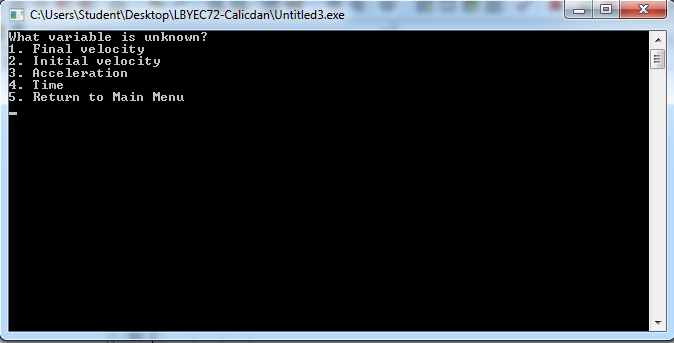 C:\Users\Student\Desktop\LBYEC72-Calicdan\Untitled3.exe
What variable is unknown?
1. Final velocity
2. Initial velocity
3. Acceleration
4. Time
5. Return to Main Menu